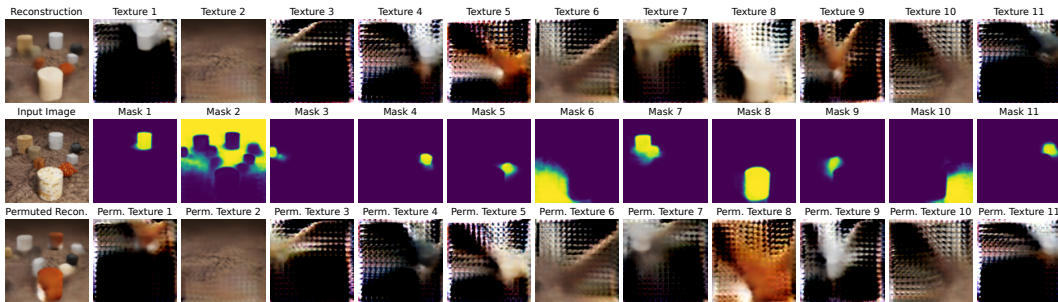 Reconstruction Texture 1 Texture 2 Texture 3 Texture 4 Texture 5 Texture 6 Texture 7 Texture 8 Texture 9 Texture 10 Texture 11
Input Image Mask 1 Mask 2 Mask 3 Mask 4 Mask 5 Mask 6 Mask 7 Mask 8 Mask 9 Mask 10 Mask 11
Permuted Recon. Perm. Texture 1 Perm. Texture 2 Perm. Texture 3 Perm. Texture 4 Perm. Texture 5 Perm. Texture 6 Perm. Texture 7 Perm. Texture 8 Perm. Texture 9 Perm. Texture 10 Perm. Texture 11